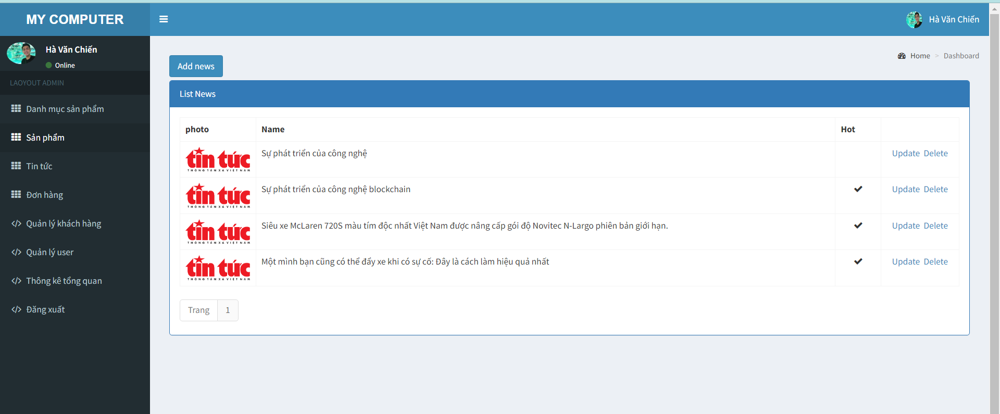 MY COMPUTER
Hà Văn Chiến
Hà Văn Chiến
Online
LAOYOUT ADMIN
Danh mục sản phẩm
Sản phẩm
Tin tức
Đơn hàng
Quản lý khách hàng
Quản lý user
Thông kê tổng quan
Đăng xuất
Home > Dashboard
Add news
List News
photo Name Hot
tin tức
THÔNG TẤN XÃ VIỆT NAM
Sự phát triển của công nghệ Update Delete
tin tức
THÔNG TẤN XÃ VIỆT NAM
Sự phát triển của công nghệ blockchain Update Delete
tin tức
THÔNG TẤN XÃ VIỆT NAM
Siêu xe McLaren 720S màu tím độc nhất Việt Nam được nâng cấp gói độ Novitec N-Largo phiên bản giới hạn. Update Delete
tin tức
THÔNG TẤN XÃ VIỆT NAM
Một mình bạn cũng có thể đẩy xe khi có sự cố: Đây là cách làm hiệu quả nhất Update Delete
Trang 1